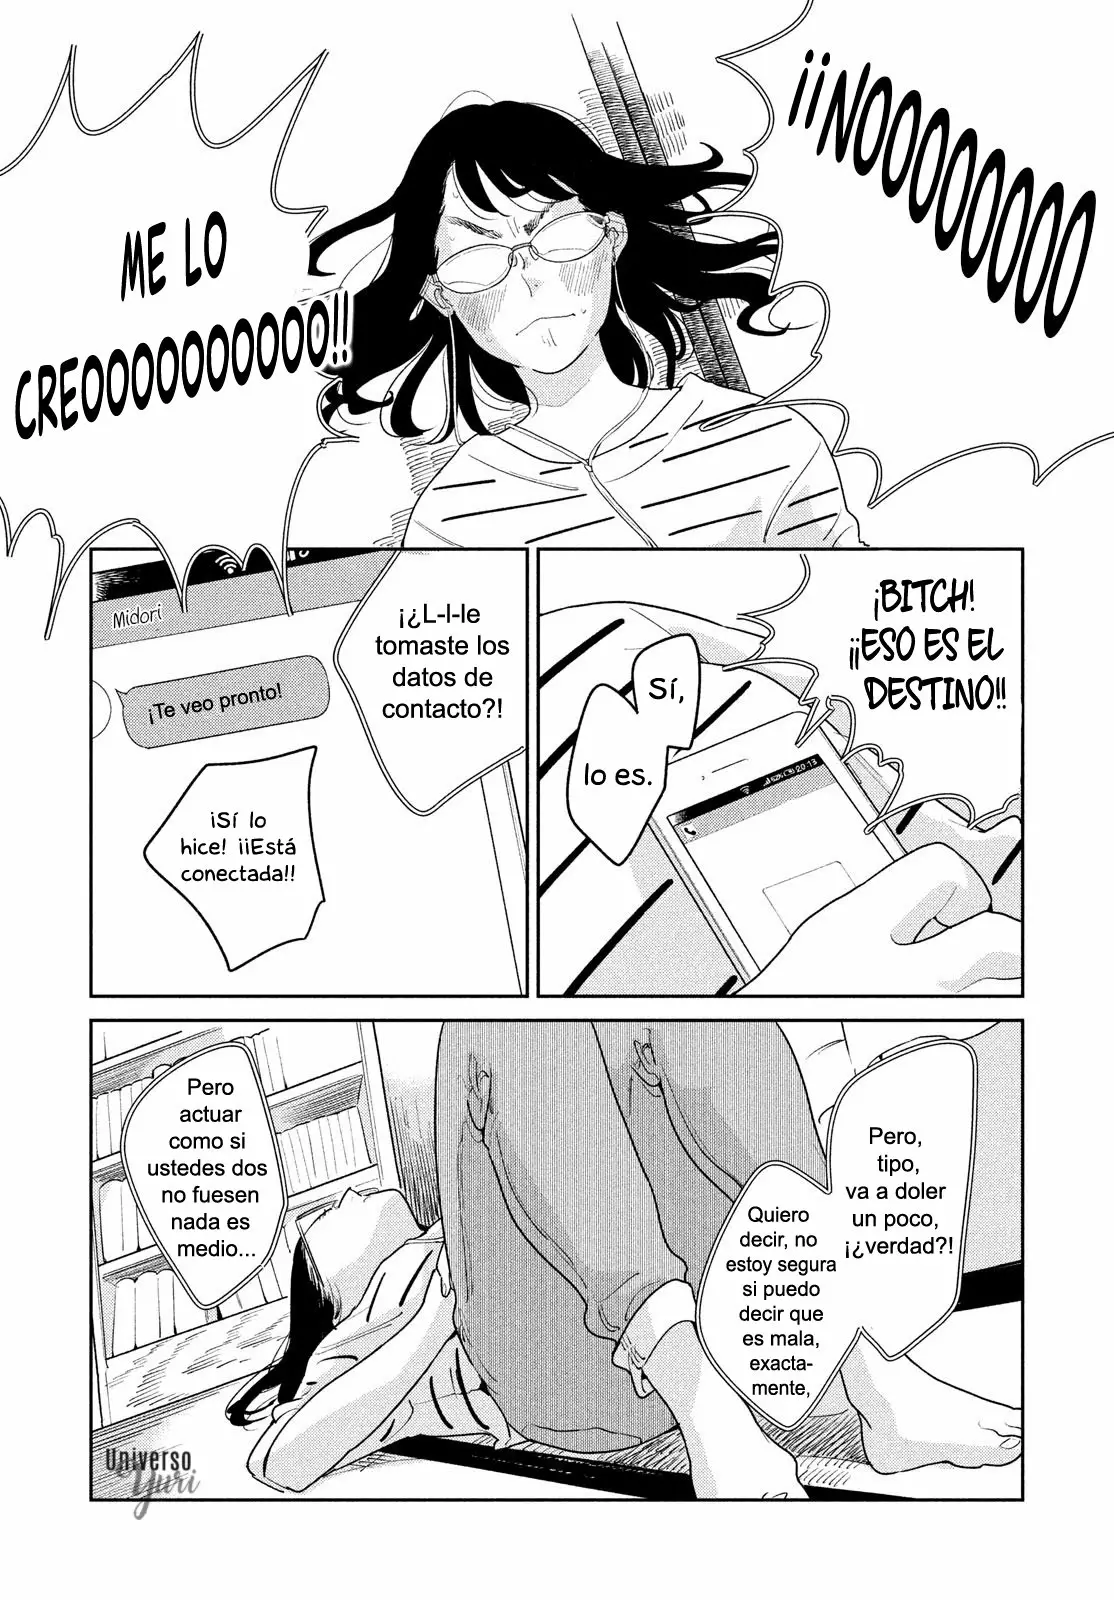 ¡¡NOOOOOOOO
ME LO
CREOOOOOOOOOOO!!
¡BITCH!
¡¡ESO ES EL
DESTINO!!
Sí,
lo es.
20:13
¡¿L-l-le
tomaste los
datos de
contacto?!
Midori
¡Te veo pronto!
¡Sí lo
hice! ¡¡Está
conectada!!
Pero,
tipo,
va a doler
un poco,
¡¿verdad?!
Quiero
decir, no
estoy segura
si puedo
decir que
es mala,
exacta-
mente,
Pero
actuar
como si
ustedes dos
no fuesen
nada es
medio...
Universo
Yuri